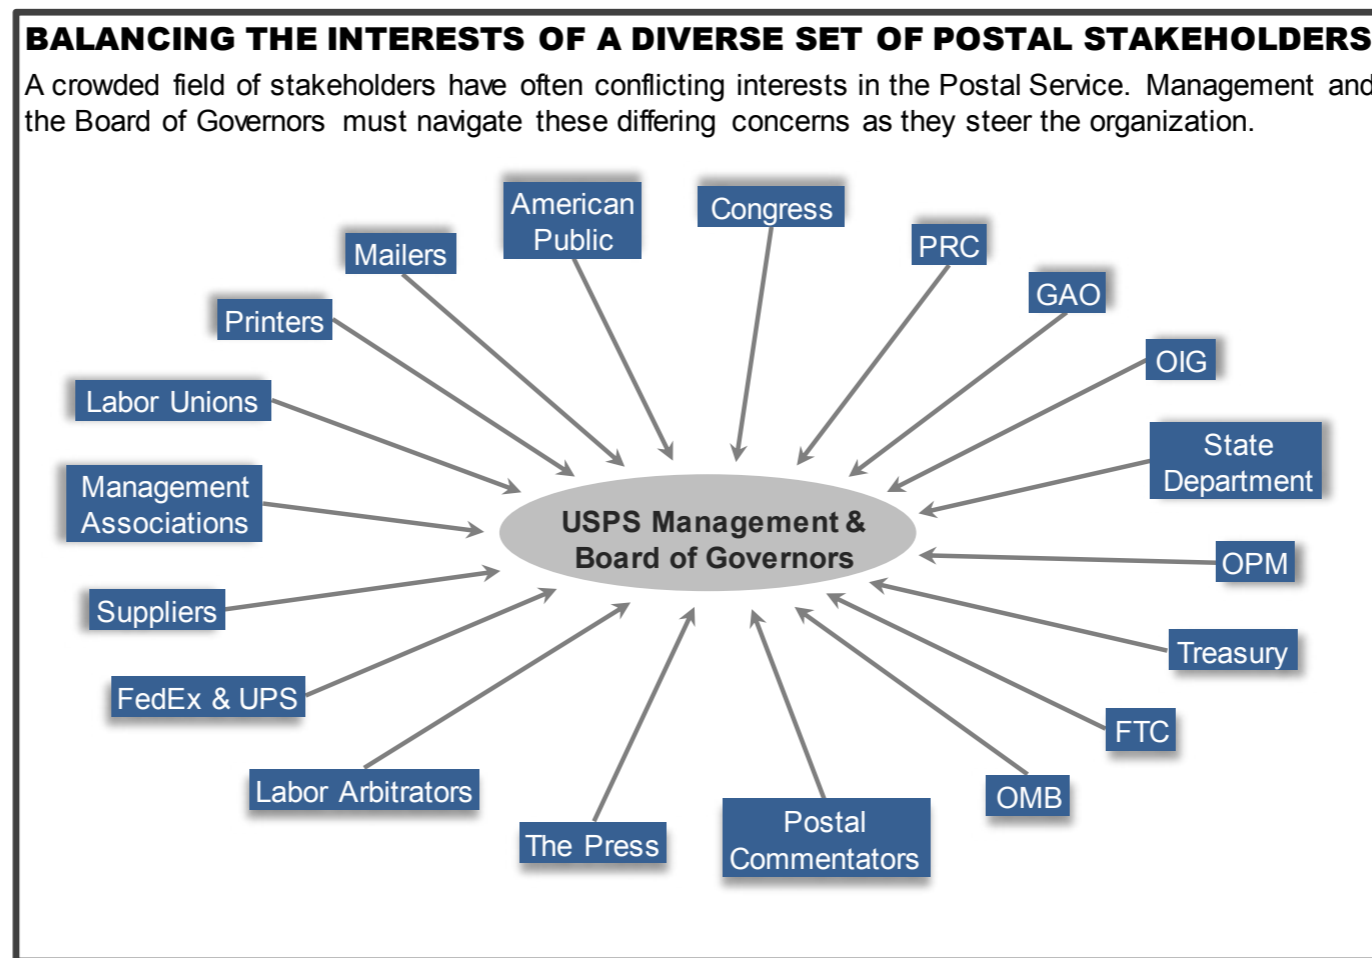 BALANCING THE INTERESTS OF A DIVERSE SET OF POSTAL STAKEHOLDERS
A crowded field of stakeholders have often conflicting interests in the Postal Service. Management and
the Board of Governors must navigate these differing concerns as they steer the organization.
American
Public
Congress
Mailers
PRC
GAO
Printers
OIG
Labor Unions
State
Department
Management
Associations
USPS Management &
Board of Governors
OPM
Suppliers
Treasury
FedEx & UPS
FTC
Labor Arbitrators
OMB
The Press
Postal
Commentators